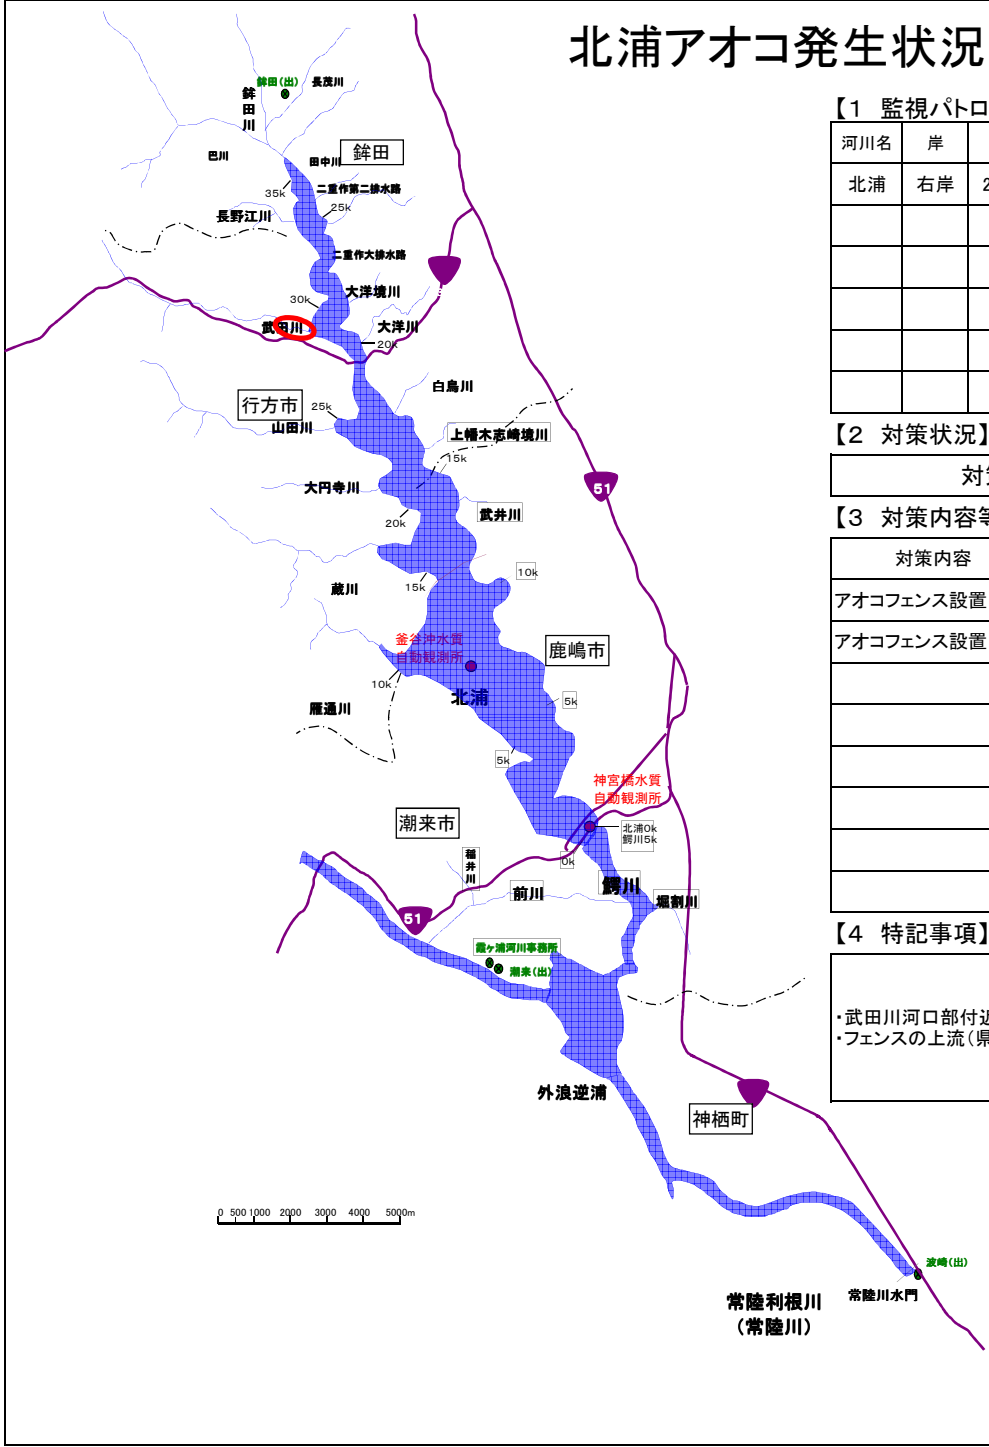 北浦アオコ発生状況
鉾田(出)
長茂川
鉾田川
巴川
田中川
鉾田
35k
二重作第二排水路
25k
長野江川
二重作大排水路
大洋境川
30k
武田川
大洋川
20k
白鳥川
行方市
25k
山田川
上幡木志崎境川
15k
51
大円寺川
武井川
20k
10k
15k
蔵川
釜谷沖水質
自動観測所
鹿嶋市
10k
北浦
5k
雁通川
5k
神宮橋水質
自動観測所
潮来市
北浦0k
鰐川5k
0k
稲井川
前川
鰐川
堀割川
51
霞ヶ浦河川事務所
潮来(出)
外浪逆浦
神栖町
0 500 1000 2000 3000 4000 5000m
波崎(出)
常陸川水門
常陸利根川
(常陸川)
【1 監視パトロ
河川名 岸
北浦 右岸 2
【2 対策状況】
対
【3 対策内容等
対策内容
アオコフェンス設置
アオコフェンス設置
【4 特記事項】
・武田川河口部付近
・フェンスの上流(県